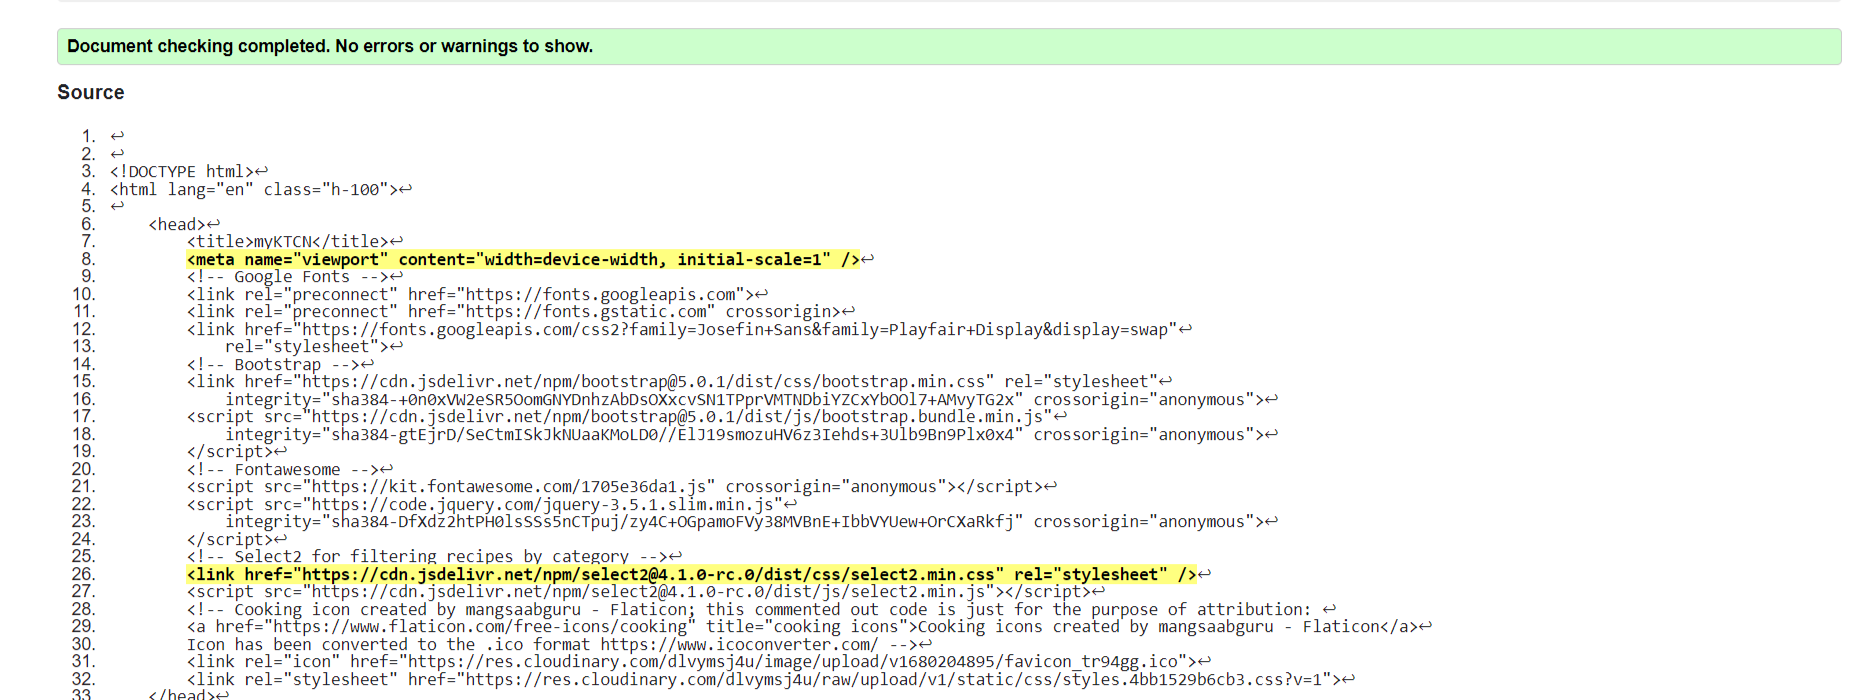 Document checking completed. No errors or warnings to show.
Source
1. ↩
2. ↩
3. <!DOCTYPE html>↩
4. <html lang="en" class="h-100">↩
5. ↩
6.     <head>↩
7.         <title>myKTCN</title>↩
8.         <meta name="viewport" content="width=device-width, initial-scale=1" />↩
9.         <!-- Google Fonts -->↩
10.         <link rel="preconnect" href="https://fonts.googleapis.com">↩
11.         <link rel="preconnect" href="https://fonts.gstatic.com" crossorigin>↩
12.         <link href="https://fonts.googleapis.com/css2?family=Josefin+Sans&family=Playfair+Display&display=swap"↩
13.             rel="stylesheet">↩
14.         <!-- Bootstrap -->↩
15.         <link href="https://cdn.jsdelivr.net/npm/bootstrap@5.0.1/dist/css/bootstrap.min.css" rel="stylesheet"↩
16.             integrity="sha384-+0n0xVW2eSR5OomGNYDnhzAbDsOXxcvSN1TPprVMTNDbiYZCxYbOOl7+AMvyTG2x" crossorigin="anonymous">↩
17.         <script src="https://cdn.jsdelivr.net/npm/bootstrap@5.0.1/dist/js/bootstrap.bundle.min.js"↩
18.             integrity="sha384-gtEjrD/SeCtmISkJkNUaaKMoLD0//ElJ19smozuHV6z3Iehds+3Ulb9Bn9Plx0x4" crossorigin="anonymous">↩
19.         </script>↩
20.         <!-- Fontawesome -->↩
21.         <script src="https://kit.fontawesome.com/1705e36da1.js" crossorigin="anonymous"></script>↩
22.         <script src="https://code.jquery.com/jquery-3.5.1.slim.min.js"↩
23.             integrity="sha384-DfXdz2htPH0lsSSs5nCTpuj/zy4C+OGpamoFVy38MVBnE+IbbVYUew+OrCXaRkfj" crossorigin="anonymous">↩
24.         </script>↩
25.         <!-- Select2 for filtering recipes by category -->↩
26.         <link href="https://cdn.jsdelivr.net/npm/select2@4.1.0-rc.0/dist/css/select2.min.css" rel="stylesheet" />↩
27.         <script src="https://cdn.jsdelivr.net/npm/select2@4.1.0-rc.0/dist/js/select2.min.js"></script>↩
28.         <!-- Cooking icon created by mangsaabguru - Flaticon; this commented out code is just for the purpose of attribution: ↩
29.         <a href="https://www.flaticon.com/free-icons/cooking" title="cooking icons">Cooking icons created by mangsaabguru - Flaticon</a>↩
30.         Icon has been converted to the .ico format https://www.icoconverter.com/ -->↩
31.         <link rel="icon" href="https://res.cloudinary.com/dlvymsj4u/image/upload/v1680204895/favicon_tr94gg.ico">↩
32.         <link rel="stylesheet" href="https://res.cloudinary.com/dlvymsj4u/raw/upload/v1/static/css/styles.4bb1529b6cb3.css?v=1">↩
33.     </head>↩